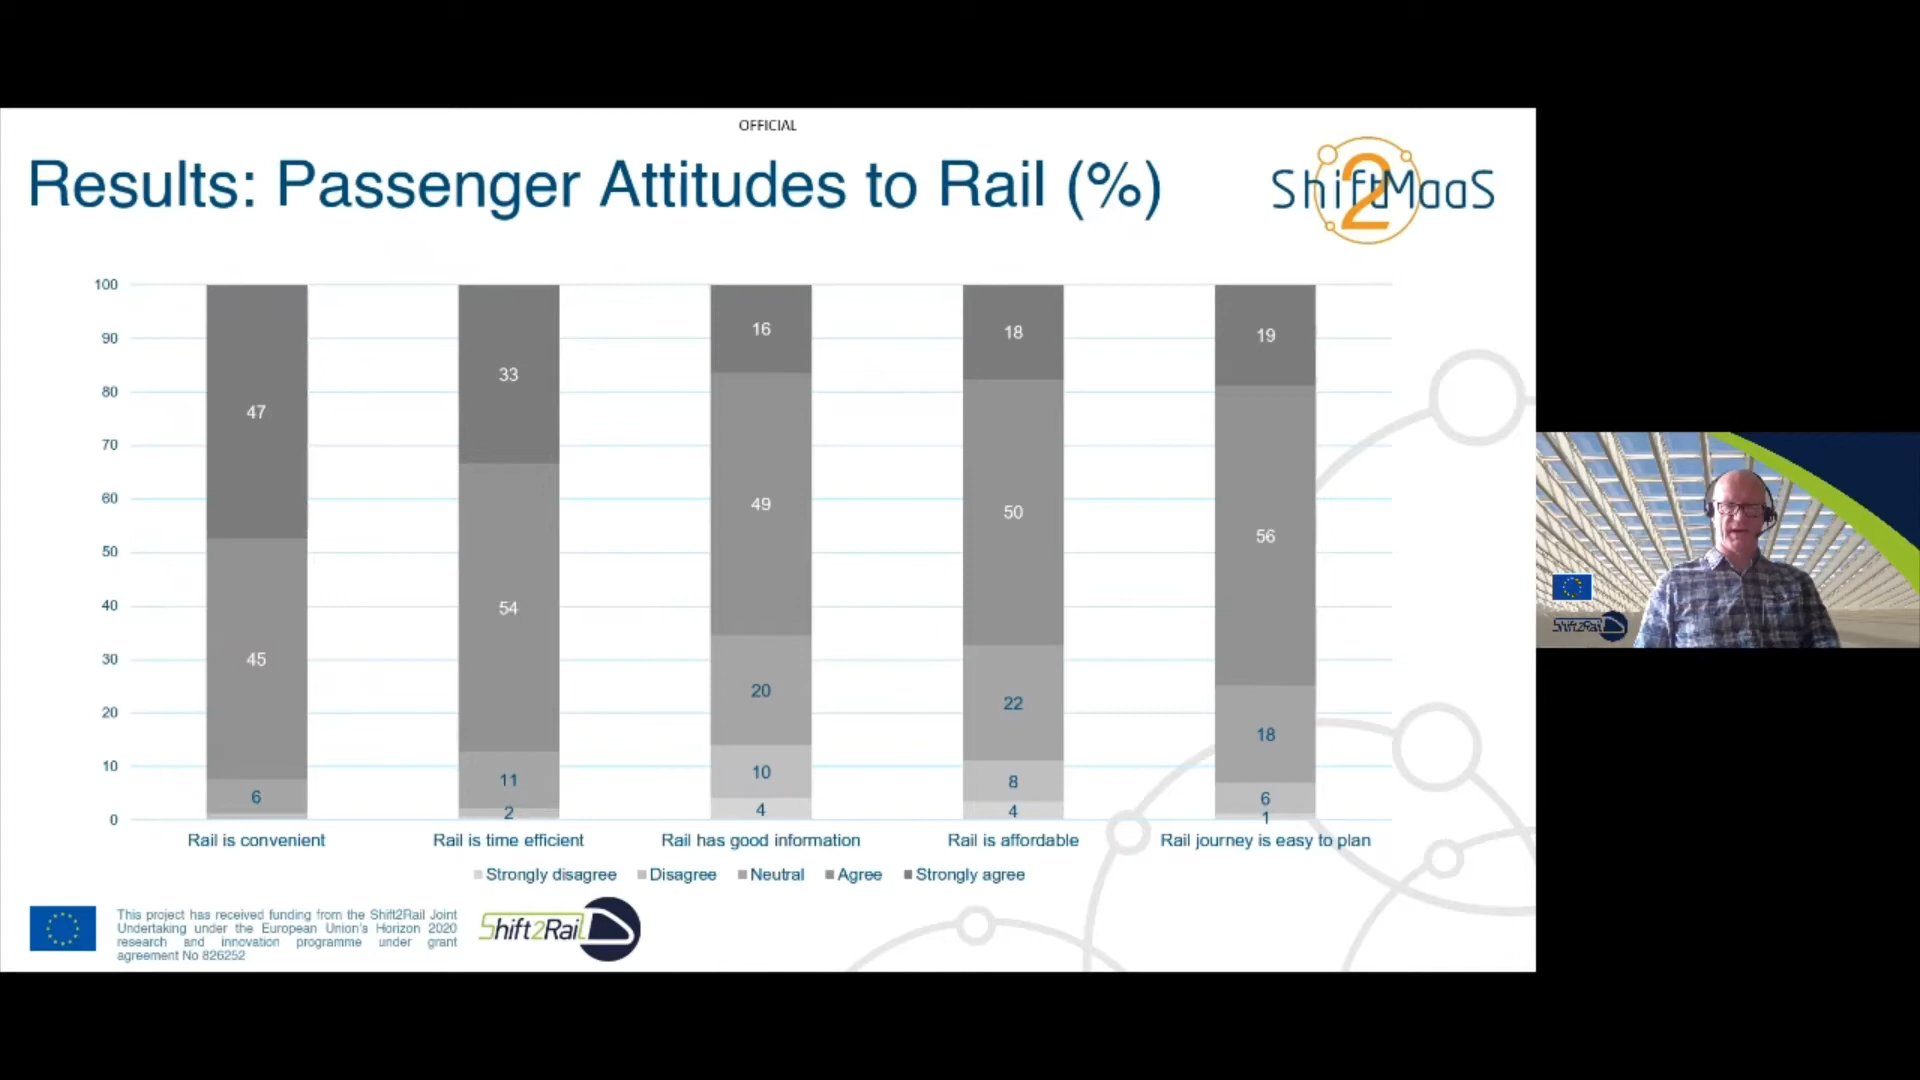 OFFICIAL
Results: Passenger Attitudes to Rail (%)
Shift2MaaS
100
90
80
70
60
50
40
30
20
10
0
47
45
6
33
54
11
2
16
49
20
10
4
18
50
22
8
4
19
56
18
6
1
Rail is convenient
Rail is time efficient
Rail has good information
Rail is affordable
Rail journey is easy to plan
Strongly disagree Disagree Neutral Agree Strongly agree
This project has received funding from the Shift2Rail Joint
Undertaking under the European Union's Horizon 2020
research and innovation programme under grant
agreement No 826252
Shift2Rail
Shift2Rail